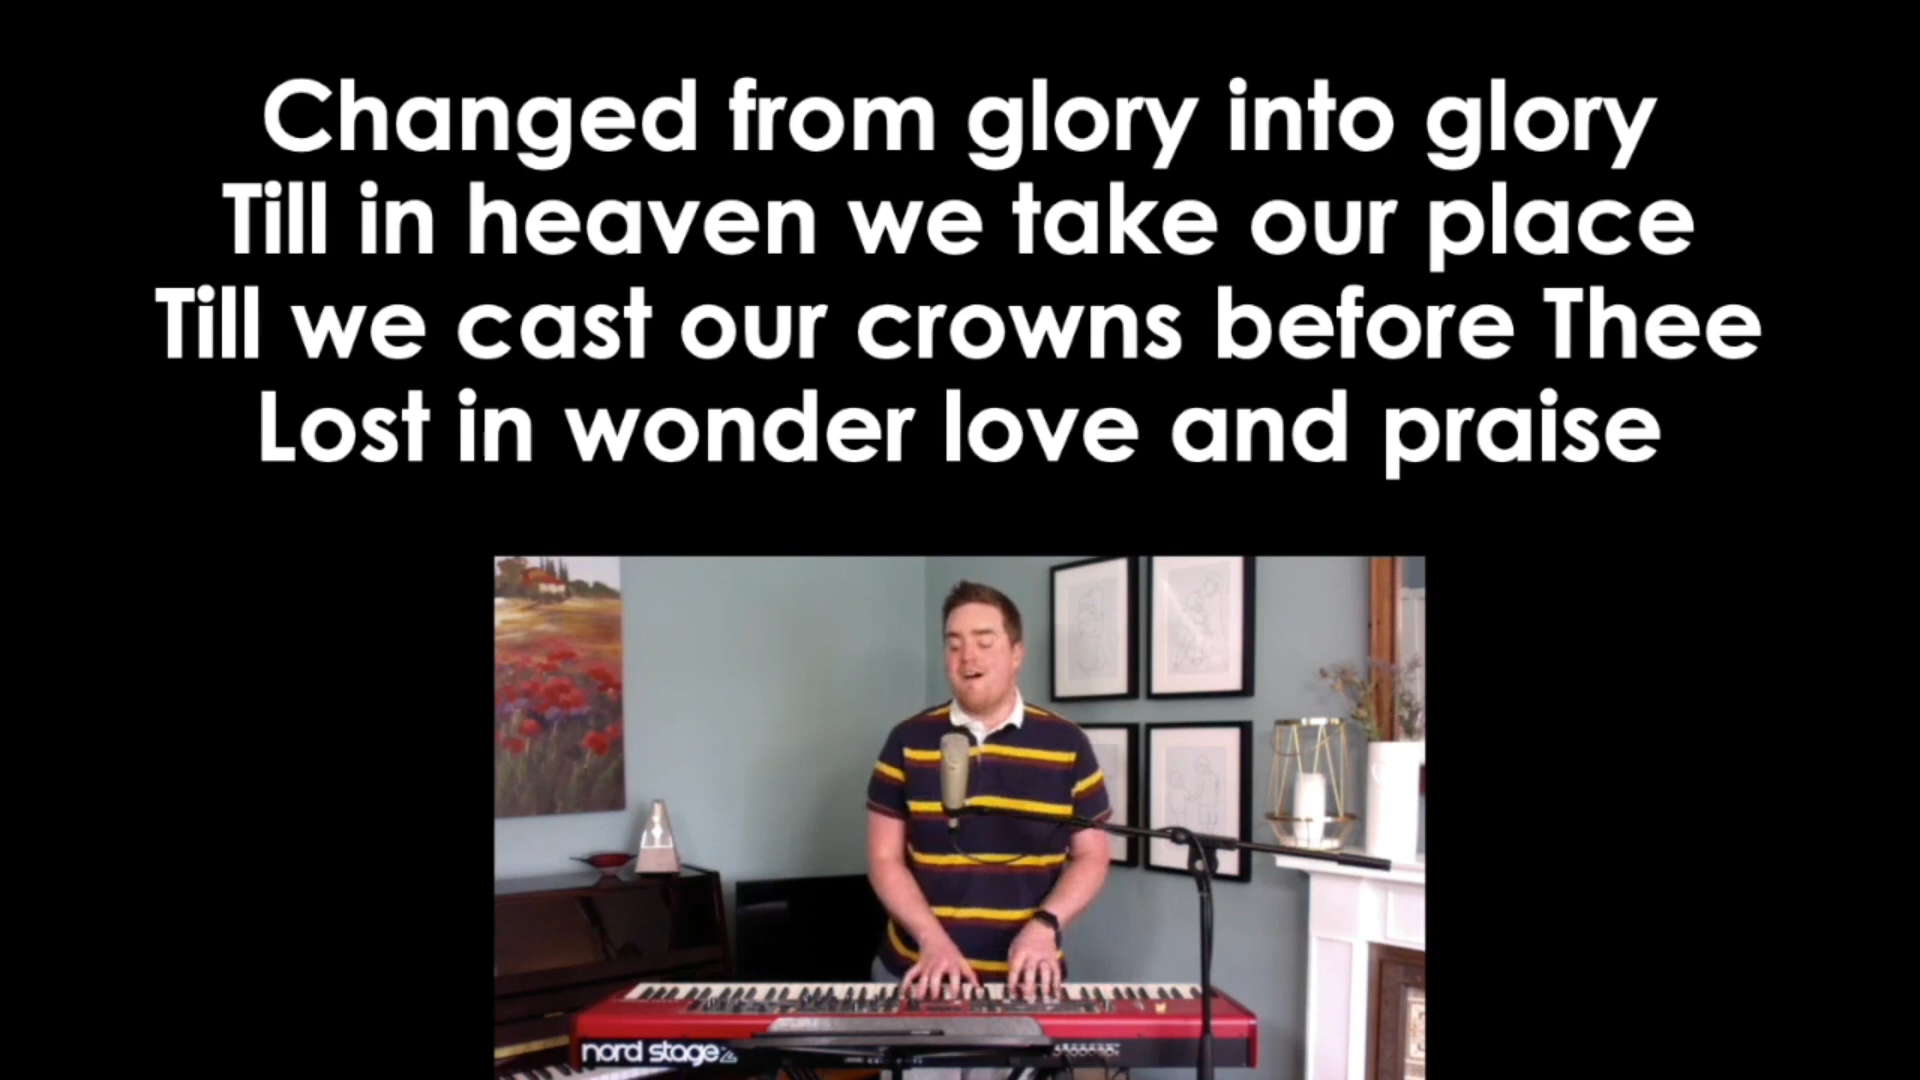 Changed from glory into glory
Till in heaven we take our place
Till we cast our crowns before Thee
Lost in wonder love and praise
nord stage 2